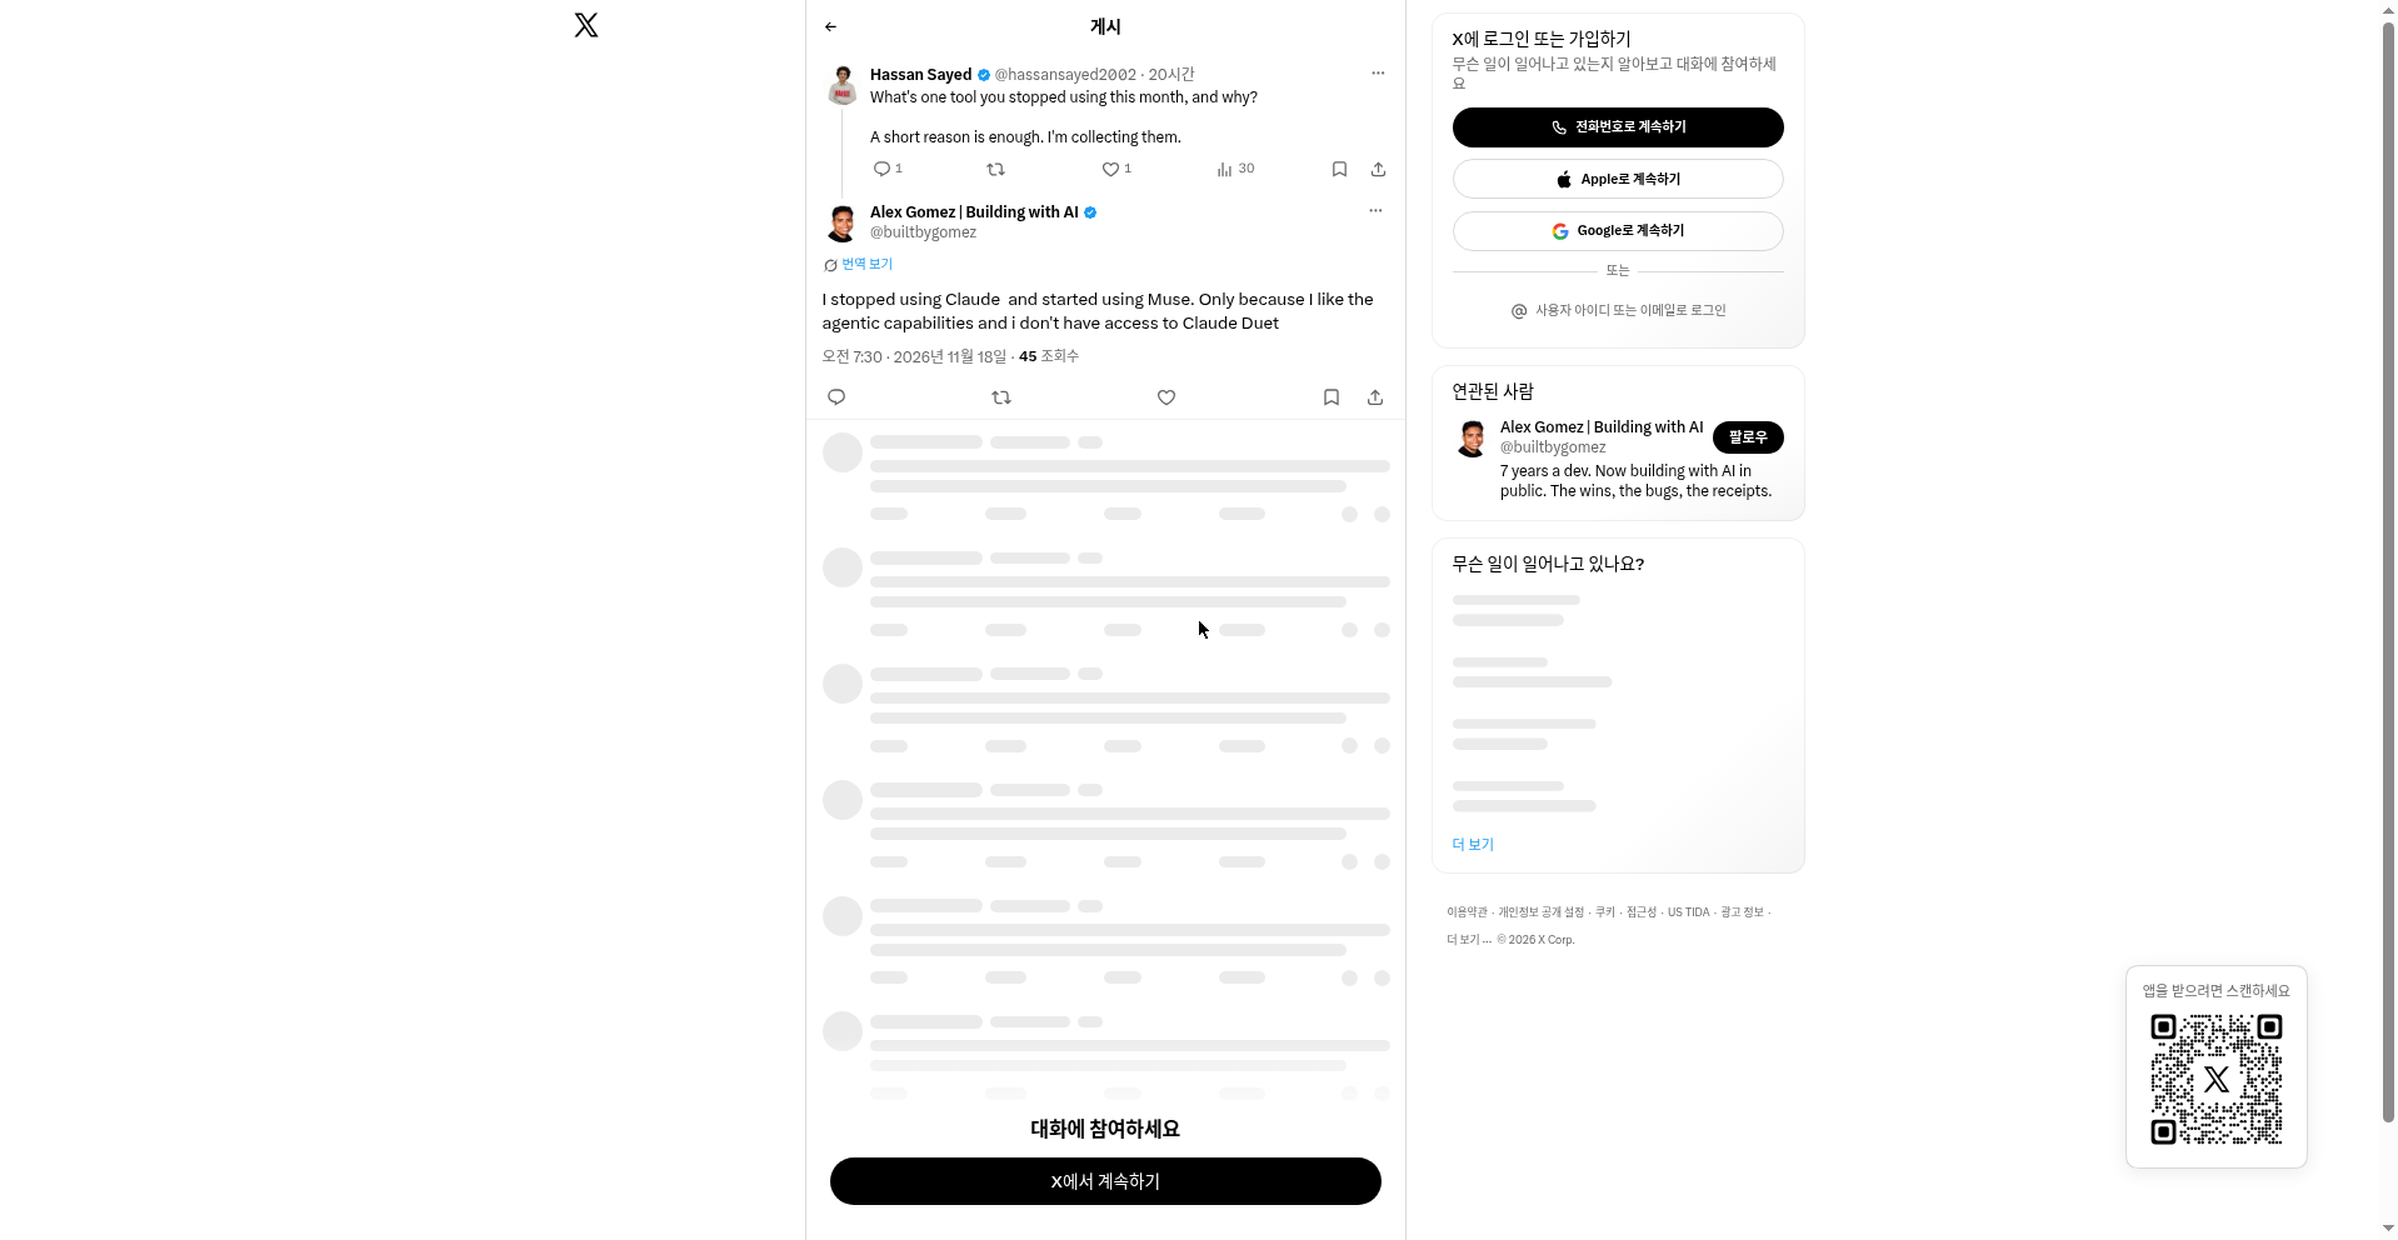 게시
Hassan Sayed @hassansayed2002 · 20시간
What's one tool you stopped using this month, and why?
A short reason is enough. I'm collecting them.
1 1 30
Alex Gomez | Building with AI
@builtbygomez
번역 보기
I stopped using Claude  and started using Muse. Only because I like the
agentic capabilities and i don't have access to Claude Duet
오전 7:30 · 2026년 11월 18일 · 45 조회수
대화에 참여하세요
X에서 계속하기
X에 로그인 또는 가입하기
무슨 일이 일어나고 있는지 알아보고 대화에 참여하세
요
전화번호로 계속하기
Apple로 계속하기
Google로 계속하기
또는
@ 사용자 아이디 또는 이메일로 로그인
연관된 사람
Alex Gomez | Building with AI
@builtbygomez
팔로우
7 years a dev. Now building with AI in
public. The wins, the bugs, the receipts.
무슨 일이 일어나고 있나요?
더 보기
이용약관 · 개인정보 공개 설정 · 쿠키 · 접근성 · US TIDA · 광고 정보 ·
더 보기 ... © 2026 X Corp.
앱을 받으려면 스캔하세요